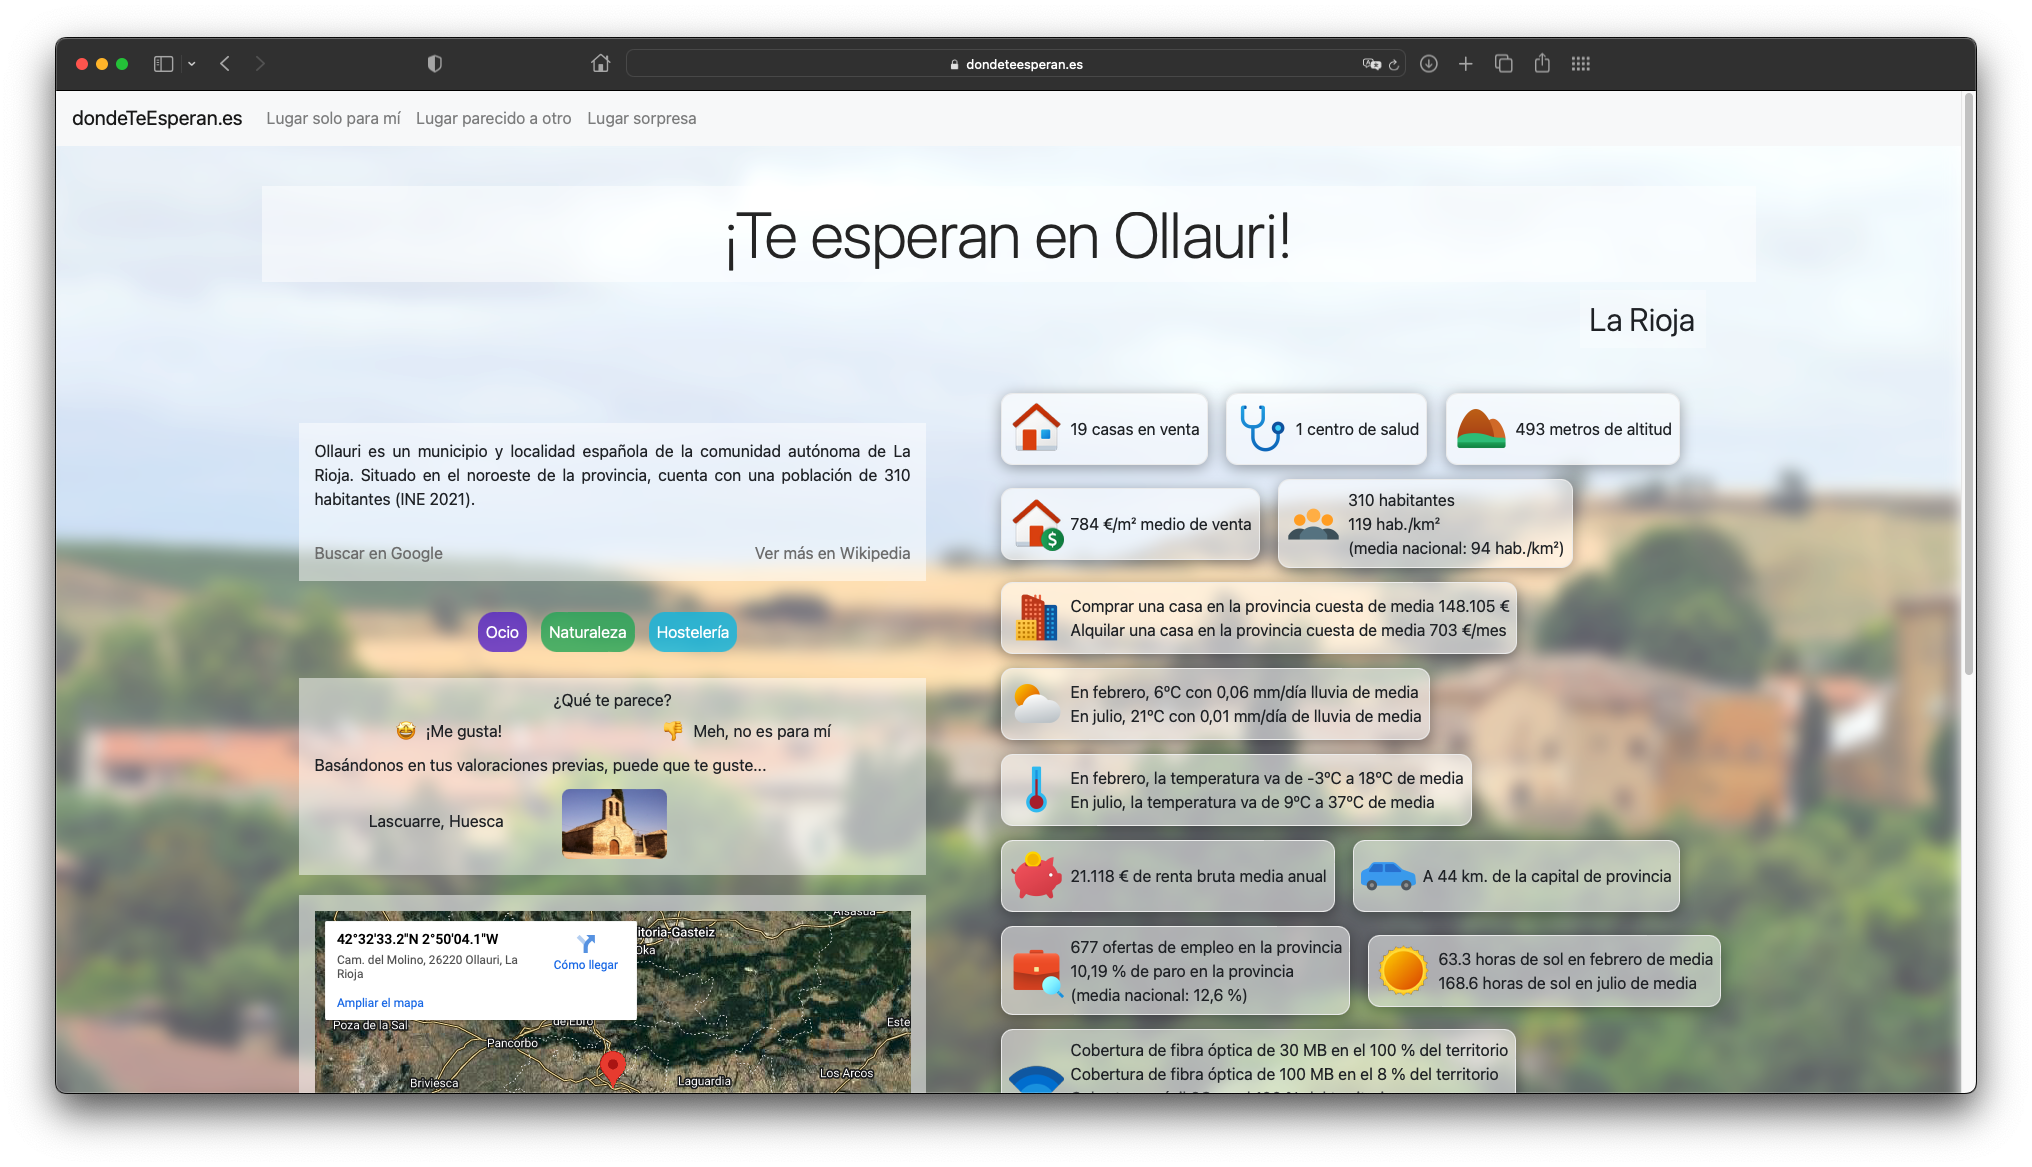 dondeteesperan.es
dondeTeEsperan.es Lugar solo para mí Lugar parecido a otro Lugar sorpresa
¡Te esperan en Ollauri!
La Rioja
Ollauri es un municipio y localidad española de la comunidad autónoma de La
Rioja. Situado en el noroeste de la provincia, cuenta con una población de 310
habitantes (INE 2021).
Buscar en Google
Ver más en Wikipedia
Ocio
Naturaleza
Hostelería
¿Qué te parece?
¡Me gusta!
Meh, no es para mí
Basándonos en tus valoraciones previas, puede que te guste...
Lascuarre, Huesca
42°32'33.2"N 2°50'04.1"W
Cam. del Molino, 26220 Ollauri, La
Rioja
Cómo llegar
Ampliar el mapa
Alsasua
itoria-Gasteiz
Oka
Poza de la Sal
de Ebro
Este
Pancorbo
Briviesca
Laguardia
Los Arcos
19 casas en venta
1 centro de salud
493 metros de altitud
784 €/m² medio de venta
310 habitantes
119 hab./km²
(media nacional: 94 hab./km²)
Comprar una casa en la provincia cuesta de media 148.105 €
Alquilar una casa en la provincia cuesta de media 703 €/mes
En febrero, 6ºC con 0,06 mm/día lluvia de media
En julio, 21ºC con 0,01 mm/día de lluvia de media
En febrero, la temperatura va de -3ºC a 18ºC de media
En julio, la temperatura va de 9ºC a 37ºC de media
21.118 € de renta bruta media anual
A 44 km. de la capital de provincia
677 ofertas de empleo en la provincia
10,19 % de paro en la provincia
(media nacional: 12,6 %)
63.3 horas de sol en febrero de media
168.6 horas de sol en julio de media
Cobertura de fibra óptica de 30 MB en el 100 % del territorio
Cobertura de fibra óptica de 100 MB en el 8 % del territorio